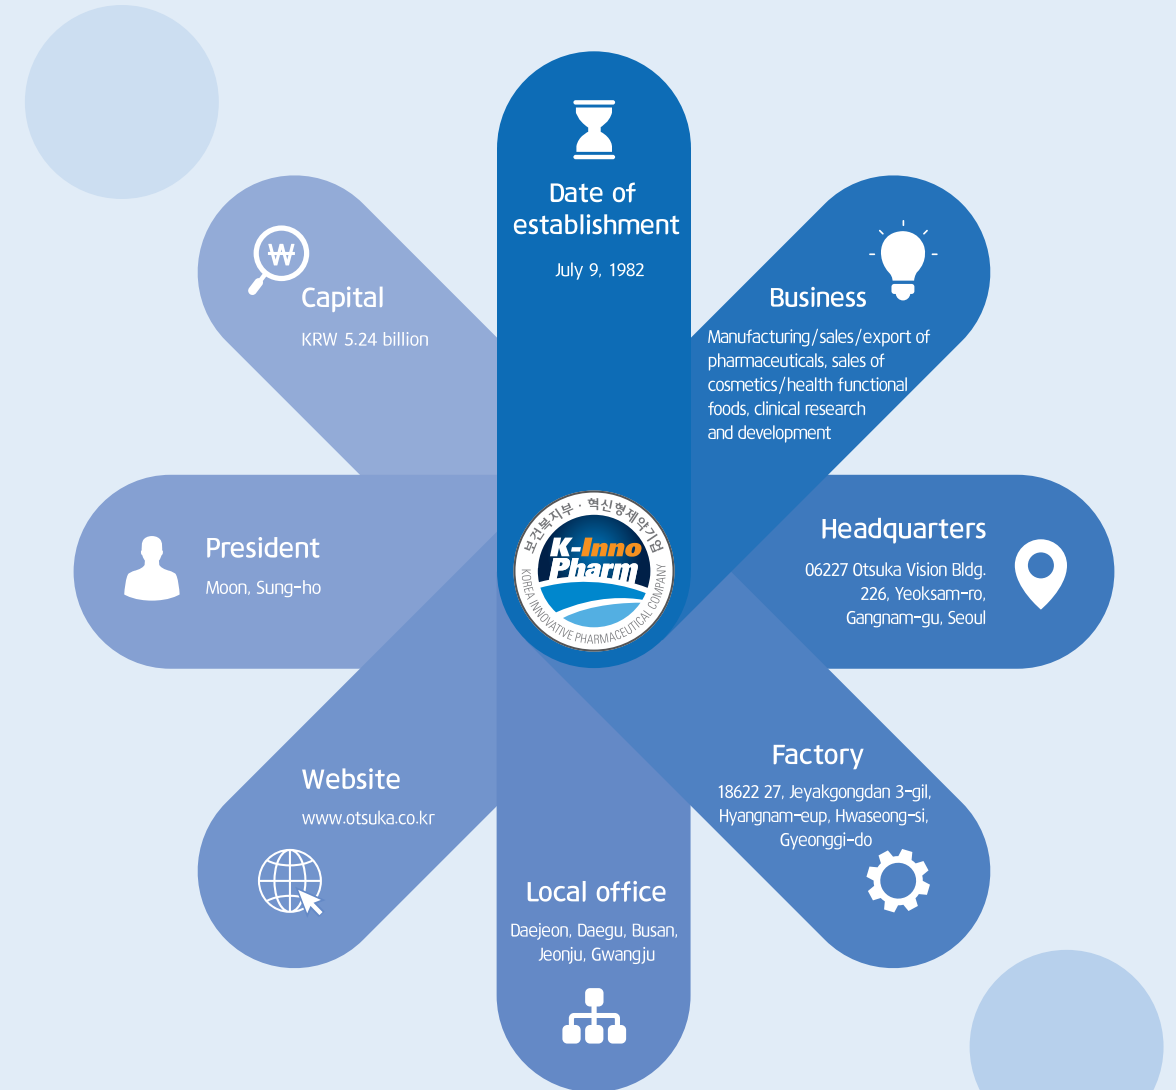 Date of
establishment
July 9, 1982
Business
Manufacturing/sales/export of
pharmaceuticals, sales of
cosmetics/health functional
foods, clinical research
and development
Headquarters
06227 Otsuka Vision Bldg.
226, Yeoksam-ro,
Gangnam-gu, Seoul
Factory
18622 27, Jeyakgongdan 3-gil,
Hyangnam-eup, Hwaseong-si,
Gyeonggi-do
Local office
Daejeon, Daegu, Busan,
Jeonju, Gwangju
Website
www.otsuka.co.kr
President
Moon, Sung-ho
Capital
₩
KRW 5.24 billion
보건복지부 · 혁신형제약기업
K-Inno
Pharm
KOREA INNOVATIVE PHARMACEUTICAL COMPANY